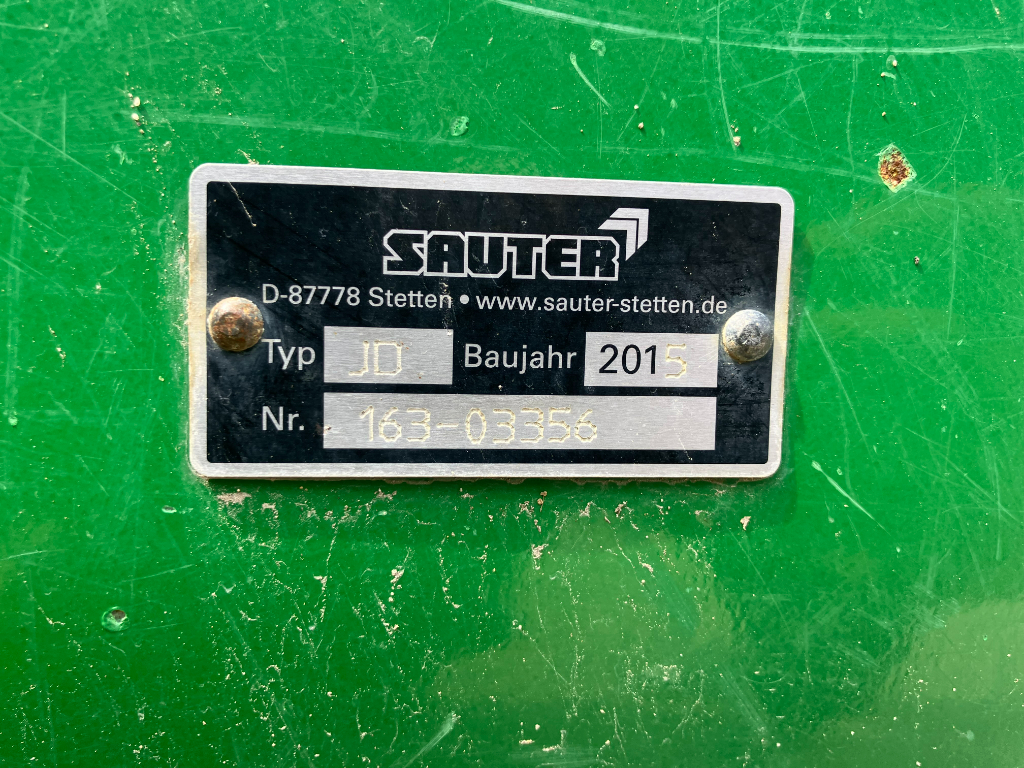 SAUTER
D-87778 Stetten • www.sauter-stetten.de
Typ JD Baujahr 2015
Nr. 163-03356